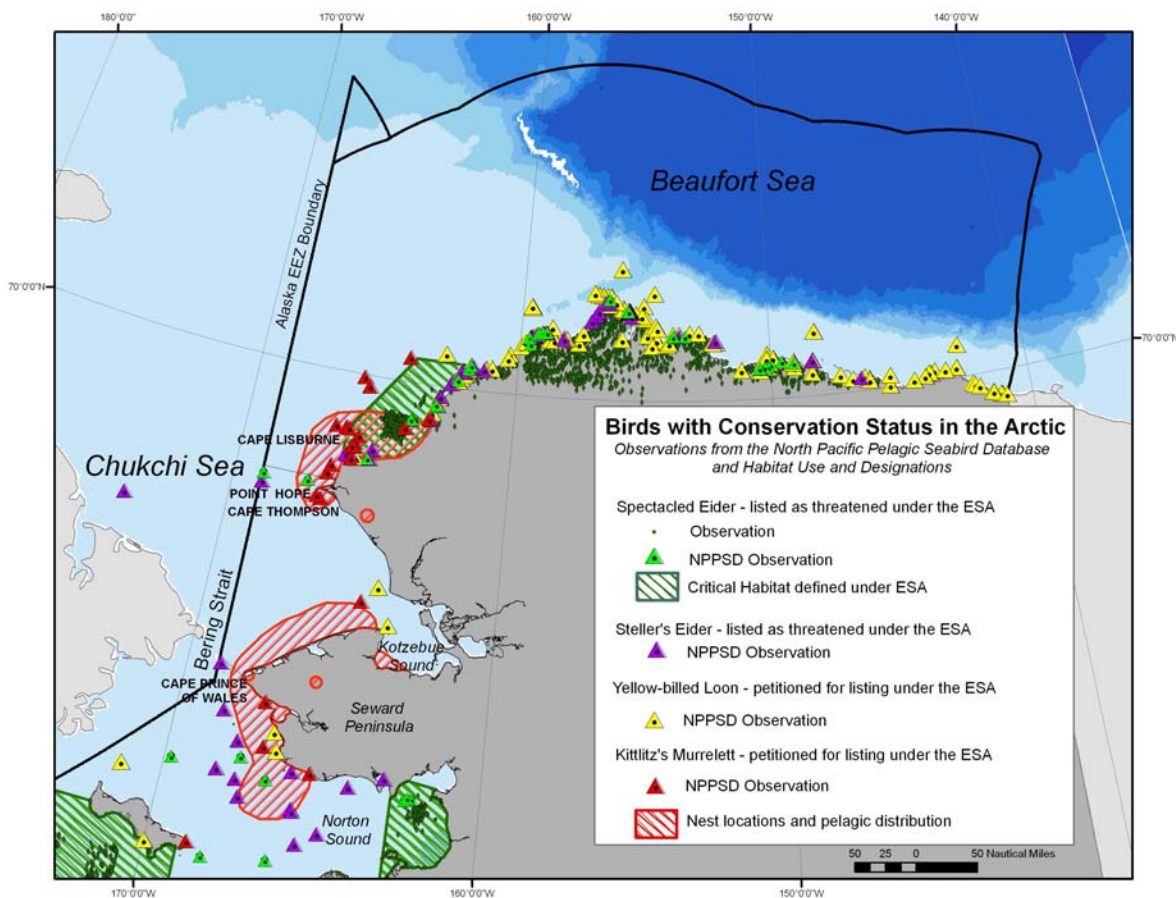 180°0'0"
170°0'0"W
160°0'0"W
150°0'0"W
140°0'0"W
Beaufort Sea
Alaska EEZ Boundary
70°0'0"N
70°0'0"N
CAPE LISBURNE
Chukchi Sea
POINT HOPE
CAPE THOMPSON
Bering Strait
Kotzebue
Sound
CAPE PRINCE
OF WALES
Seward
Peninsula
Norton
Sound
Birds with Conservation Status in the Arctic
Observations from the North Pacific Pelagic Seabird Database
and Habitat Use and Designations
Spectacled Eider - listed as threatened under the ESA
Observation
NPPSD Observation
Critical Habitat defined under ESA
Steller's Eider - listed as threatened under the ESA
NPPSD Observation
Yellow-billed Loon - petitioned for listing under the ESA
NPPSD Observation
Kittlitz's Murrelett - petitioned for listing under the ESA
NPPSD Observation
Nest locations and pelagic distribution
50 25 0 50 Nautical Miles
170°0'0"W
160°0'0"W
150°0'0"W